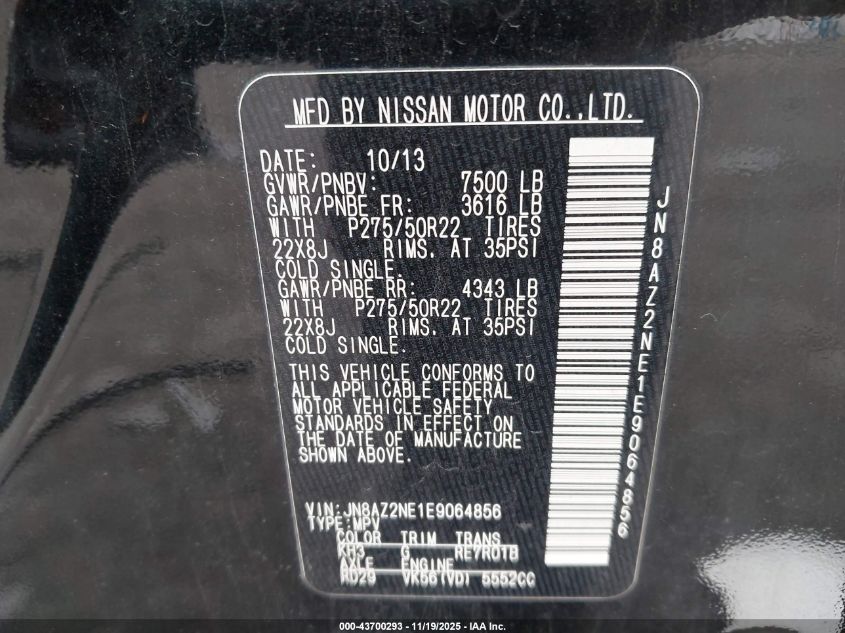 MFD BY NISSAN MOTOR CO.,LTD.
DATE: 10/13
GVWR/PNBV: 7500 LB
GAWR/PNBE FR: 3616 LB
WITH P275/50R22 TIRES
22X8J RIMS. AT 35PSI
COLD SINGLE.
GAWR/PNBE RR: 4343 LB
WITH P275/50R22 TIRES
22X8J RIMS. AT 35PSI
COLD SINGLE.
THIS VEHICLE CONFORMS TO
ALL APPLICABLE FEDERAL
MOTOR VEHICLE SAFETY
STANDARDS IN EFFECT ON
THE DATE OF MANUFACTURE
SHOWN ABOVE.
VIN:JN8AZ2NE1E9064856
TYPE:MPV
COLOR TRIM TRANS
KH3 G RE7R01B
AXLE ENGINE
RD29 VK56(VD) 5552CC
JN8AZ2NE1E9064856
000-43700293 - 11/19/2025 - IAA Inc.